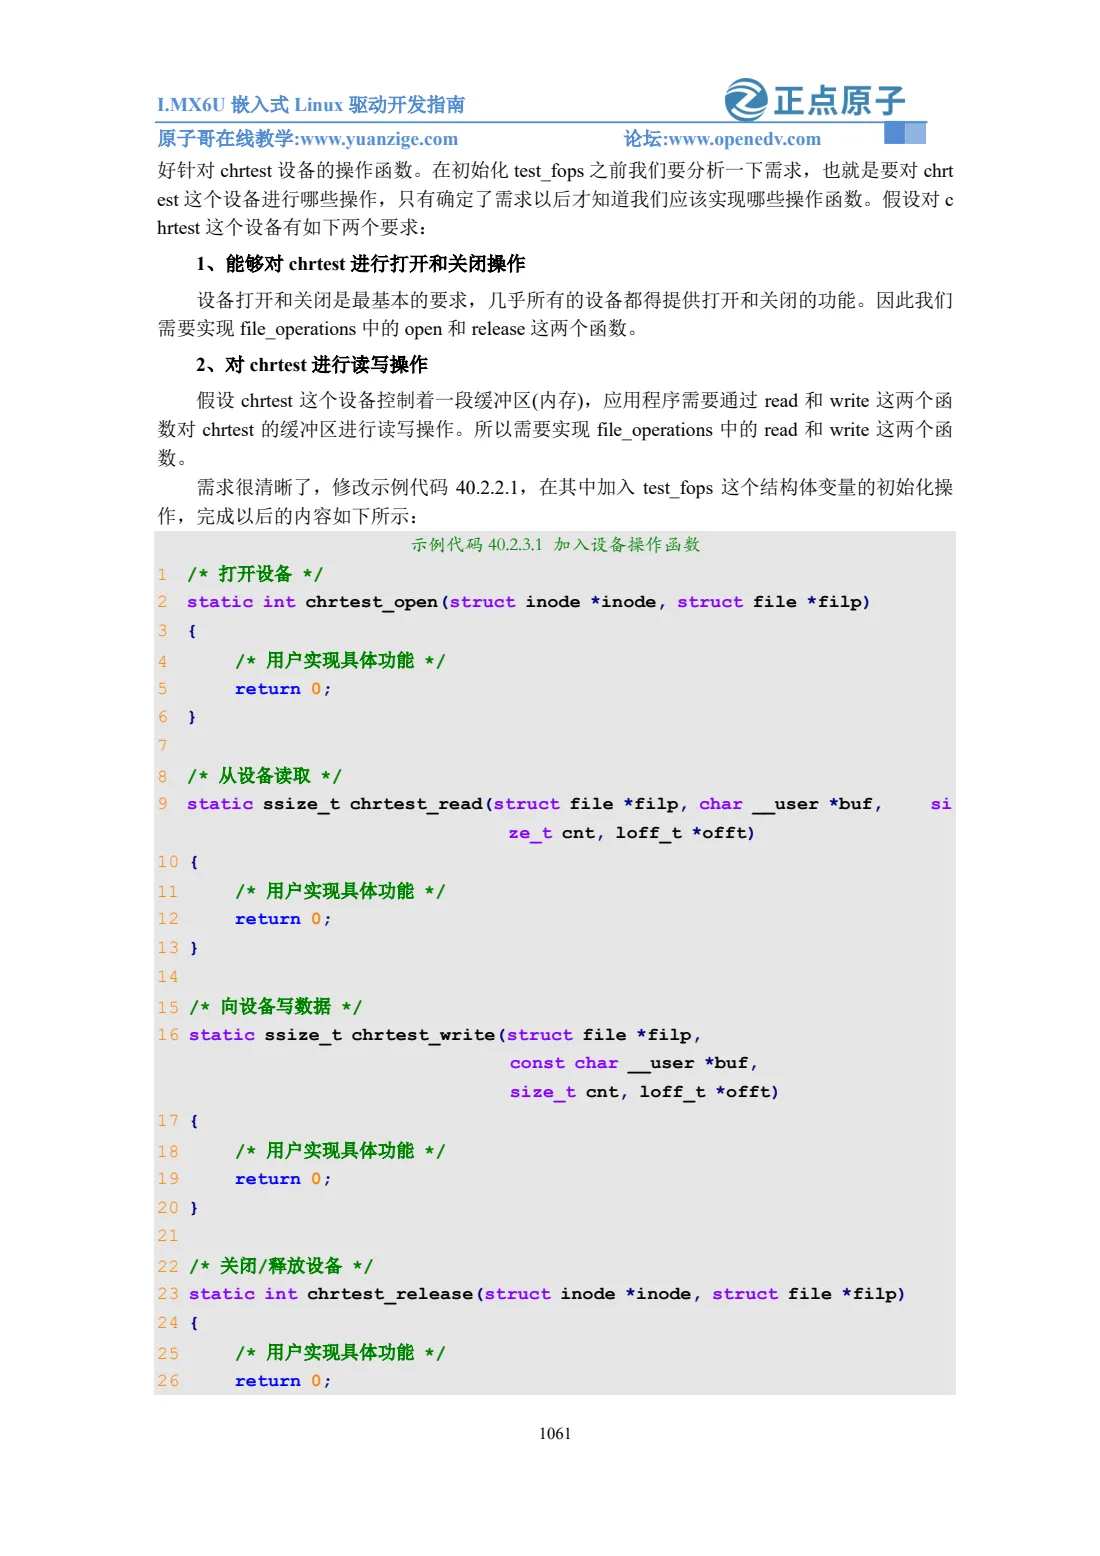 I.MX6U 嵌入式 Linux 驱动开发指南
正点原子
原子哥在线教学:www.yuanzige.com 论坛:www.openedv.com
好针对 chrtest 设备的操作函数。在初始化 test_fops 之前我们要分析一下需求，也就是要对 chrt
est 这个设备进行哪些操作，只有确定了需求以后才知道我们应该实现哪些操作函数。假设对 c
hrtest 这个设备有如下两个要求：
1、能够对 chrtest 进行打开和关闭操作
设备打开和关闭是最基本的要求，几乎所有的设备都得提供打开和关闭的功能。因此我们
需要实现 file_operations 中的 open 和 release 这两个函数。
2、对 chrtest 进行读写操作
假设 chrtest 这个设备控制着一段缓冲区(内存)，应用程序需要通过 read 和 write 这两个函
数对 chrtest 的缓冲区进行读写操作。所以需要实现 file_operations 中的 read 和 write 这两个函
数。
需求很清晰了，修改示例代码 40.2.2.1，在其中加入 test_fops 这个结构体变量的初始化操
作，完成以后的内容如下所示：
示例代码 40.2.3.1 加入设备操作函数
1 /* 打开设备 */
2 static int chrtest_open(struct inode *inode, struct file *filp)
3 {
4 /* 用户实现具体功能 */
5 return 0;
6 }
7
8 /* 从设备读取 */
9 static ssize_t chrtest_read(struct file *filp, char __user *buf, si
ze_t cnt, loff_t *offt)
10 {
11 /* 用户实现具体功能 */
12 return 0;
13 }
14
15 /* 向设备写数据 */
16 static ssize_t chrtest_write(struct file *filp,
const char __user *buf,
size_t cnt, loff_t *offt)
17 {
18 /* 用户实现具体功能 */
19 return 0;
20 }
21
22 /* 关闭/释放设备 */
23 static int chrtest_release(struct inode *inode, struct file *filp)
24 {
25 /* 用户实现具体功能 */
26 return 0;
1061